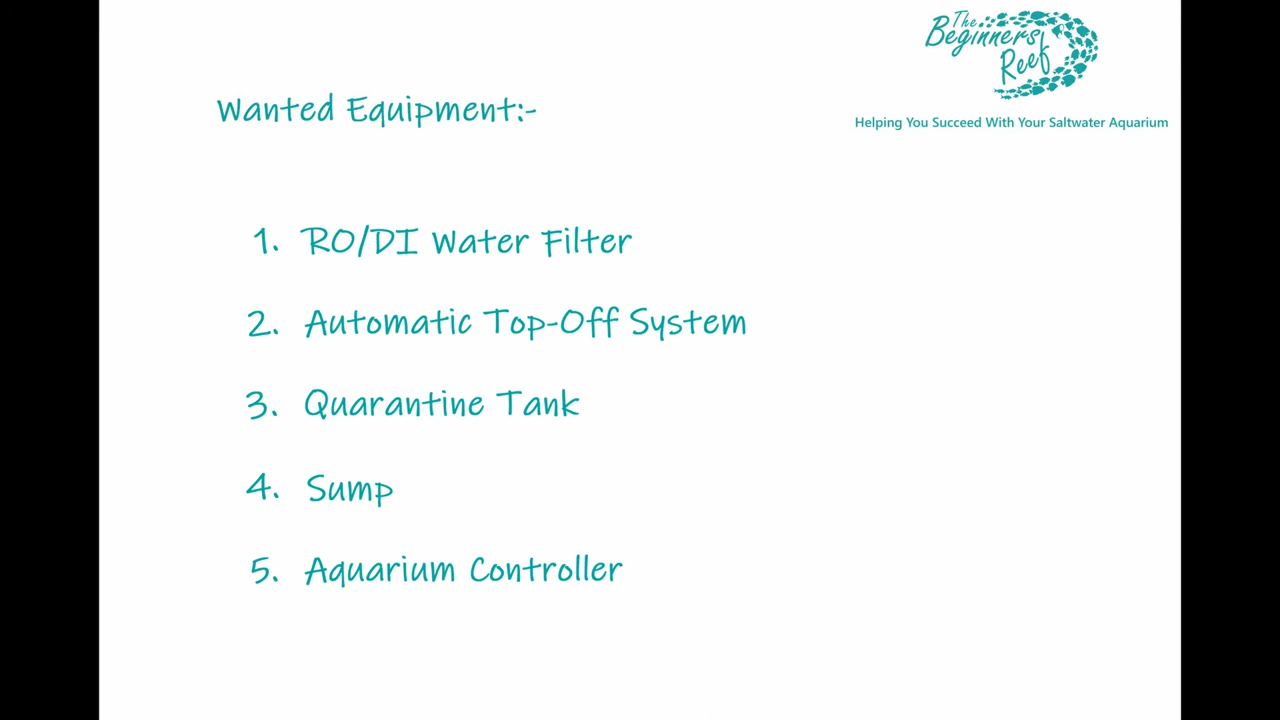 The
Beginners
Reef
Helping You Succeed With Your Saltwater Aquarium
Wanted Equipment:-
1. RO/DI Water Filter
2. Automatic Top-Off System
3. Quarantine Tank
4. Sump
5. Aquarium Controller